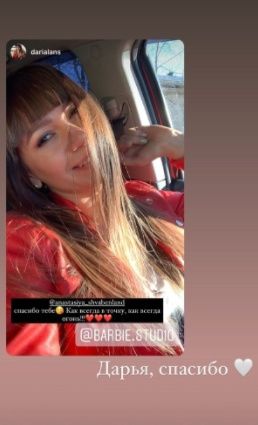 darialans
@anastasiya_shvabenland
спасибо тебе😘 Как всегда в точку, как всегда
огонь!!!❤️❤️❤️
@BARBIE.STUDIO
Дарья, спасибо 🤍